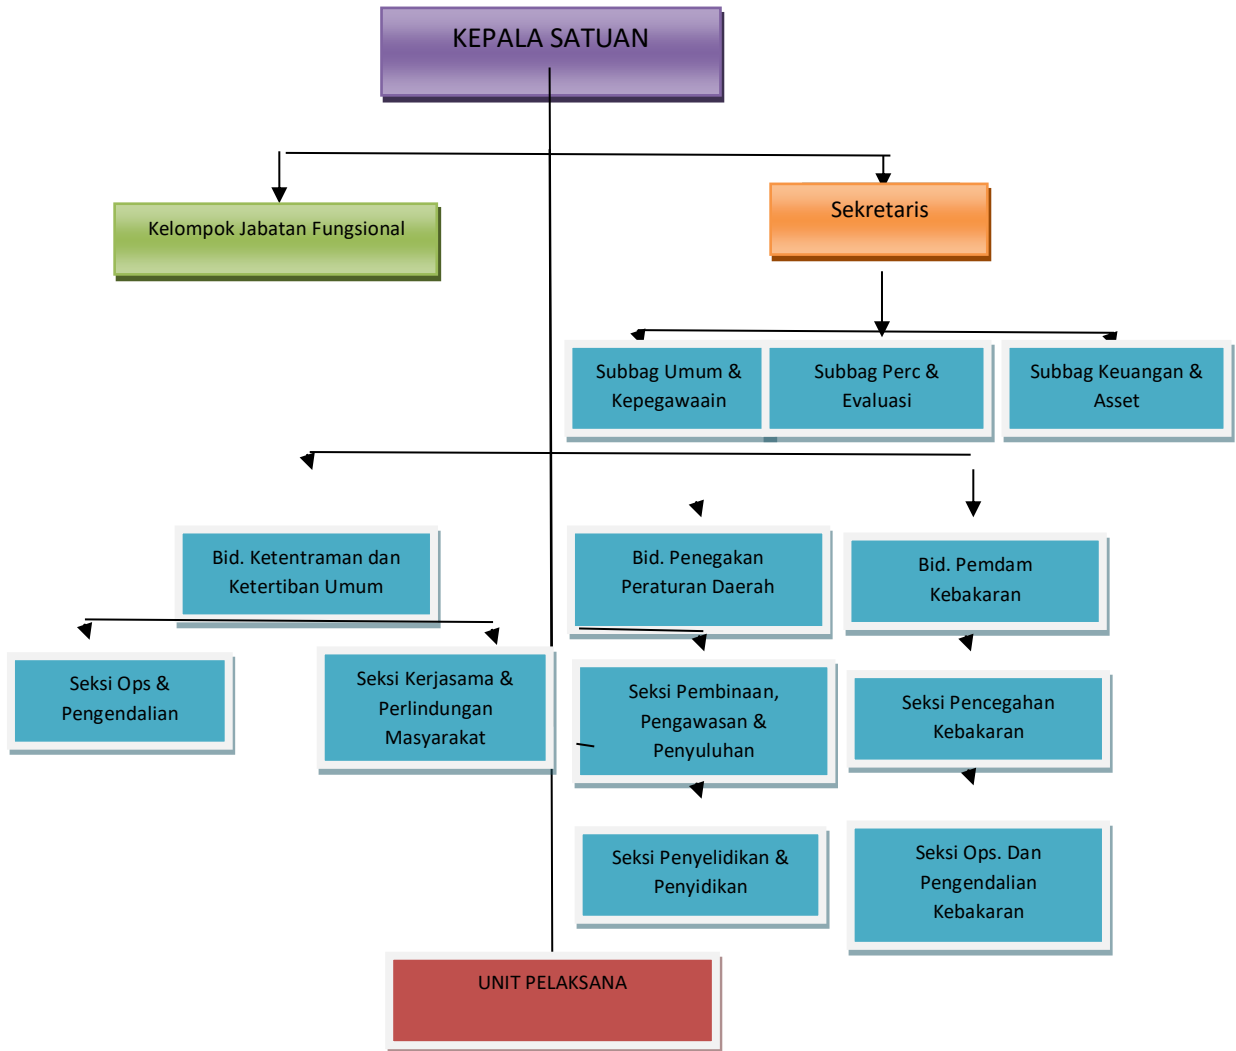 KEPALA SATUAN
Kelompok Jabatan Fungsional
Sekretaris
Subbag Umum &
Kepegawaain
Subbag Perc &
Evaluasi
Subbag Keuangan &
Asset
Bid. Ketentraman dan
Ketertiban Umum
Bid. Penegakan
Peraturan Daerah
Bid. Pemdam
Kebakaran
Seksi Ops &
Pengendalian
Seksi Kerjasama &
Perlindungan
Masyarakat
Seksi Pembinaan,
Pengawasan &
Penyuluhan
Seksi Pencegahan
Kebakaran
Seksi Penyelidikan &
Penyidikan
Seksi Ops. Dan
Pengendalian
Kebakaran
UNIT PELAKSANA